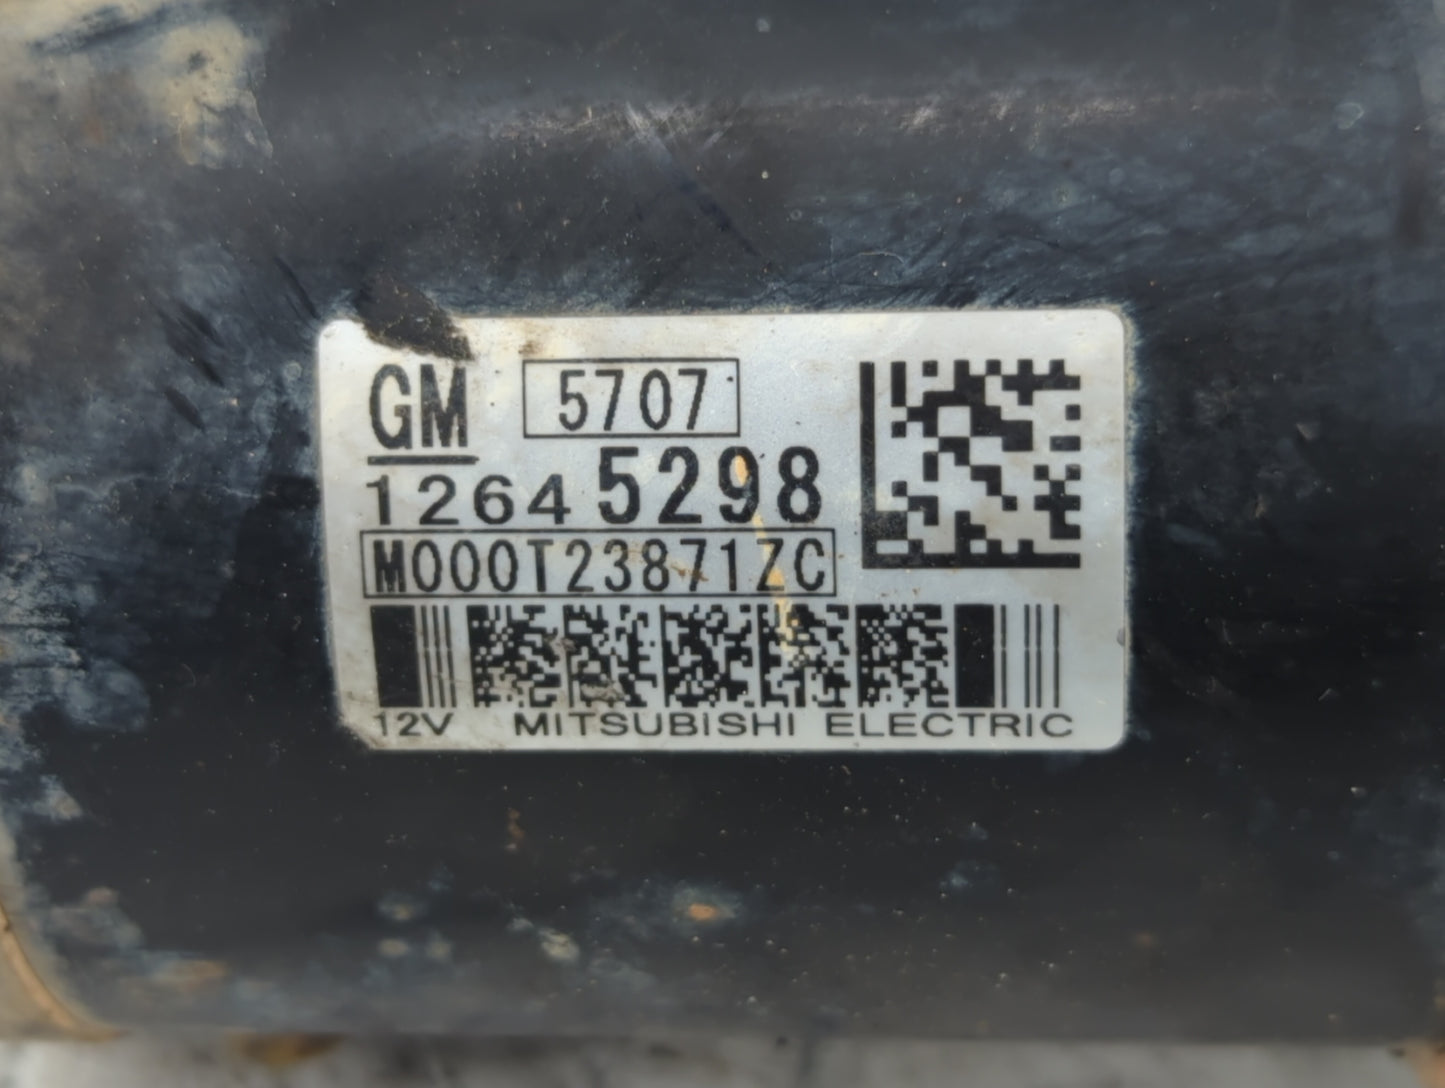 GM 5707
12645298
M000T23871ZC
12V MITSUBISHI ELECTRIC